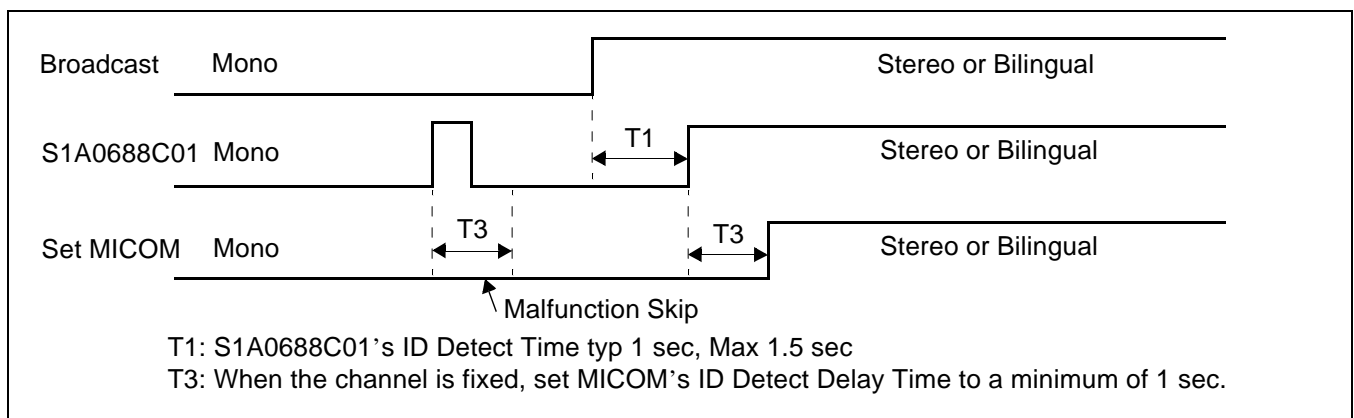 Broadcast Mono Stereo or Bilingual
T1
S1A0688C01 Mono Stereo or Bilingual
T3 T3
Set MICOM Mono Stereo or Bilingual
Malfunction Skip
T1: S1A0688C01’s ID Detect Time typ 1 sec, Max 1.5 sec
T3: When the channel is fixed, set MICOM’s ID Detect Delay Time to a minimum of 1 sec.